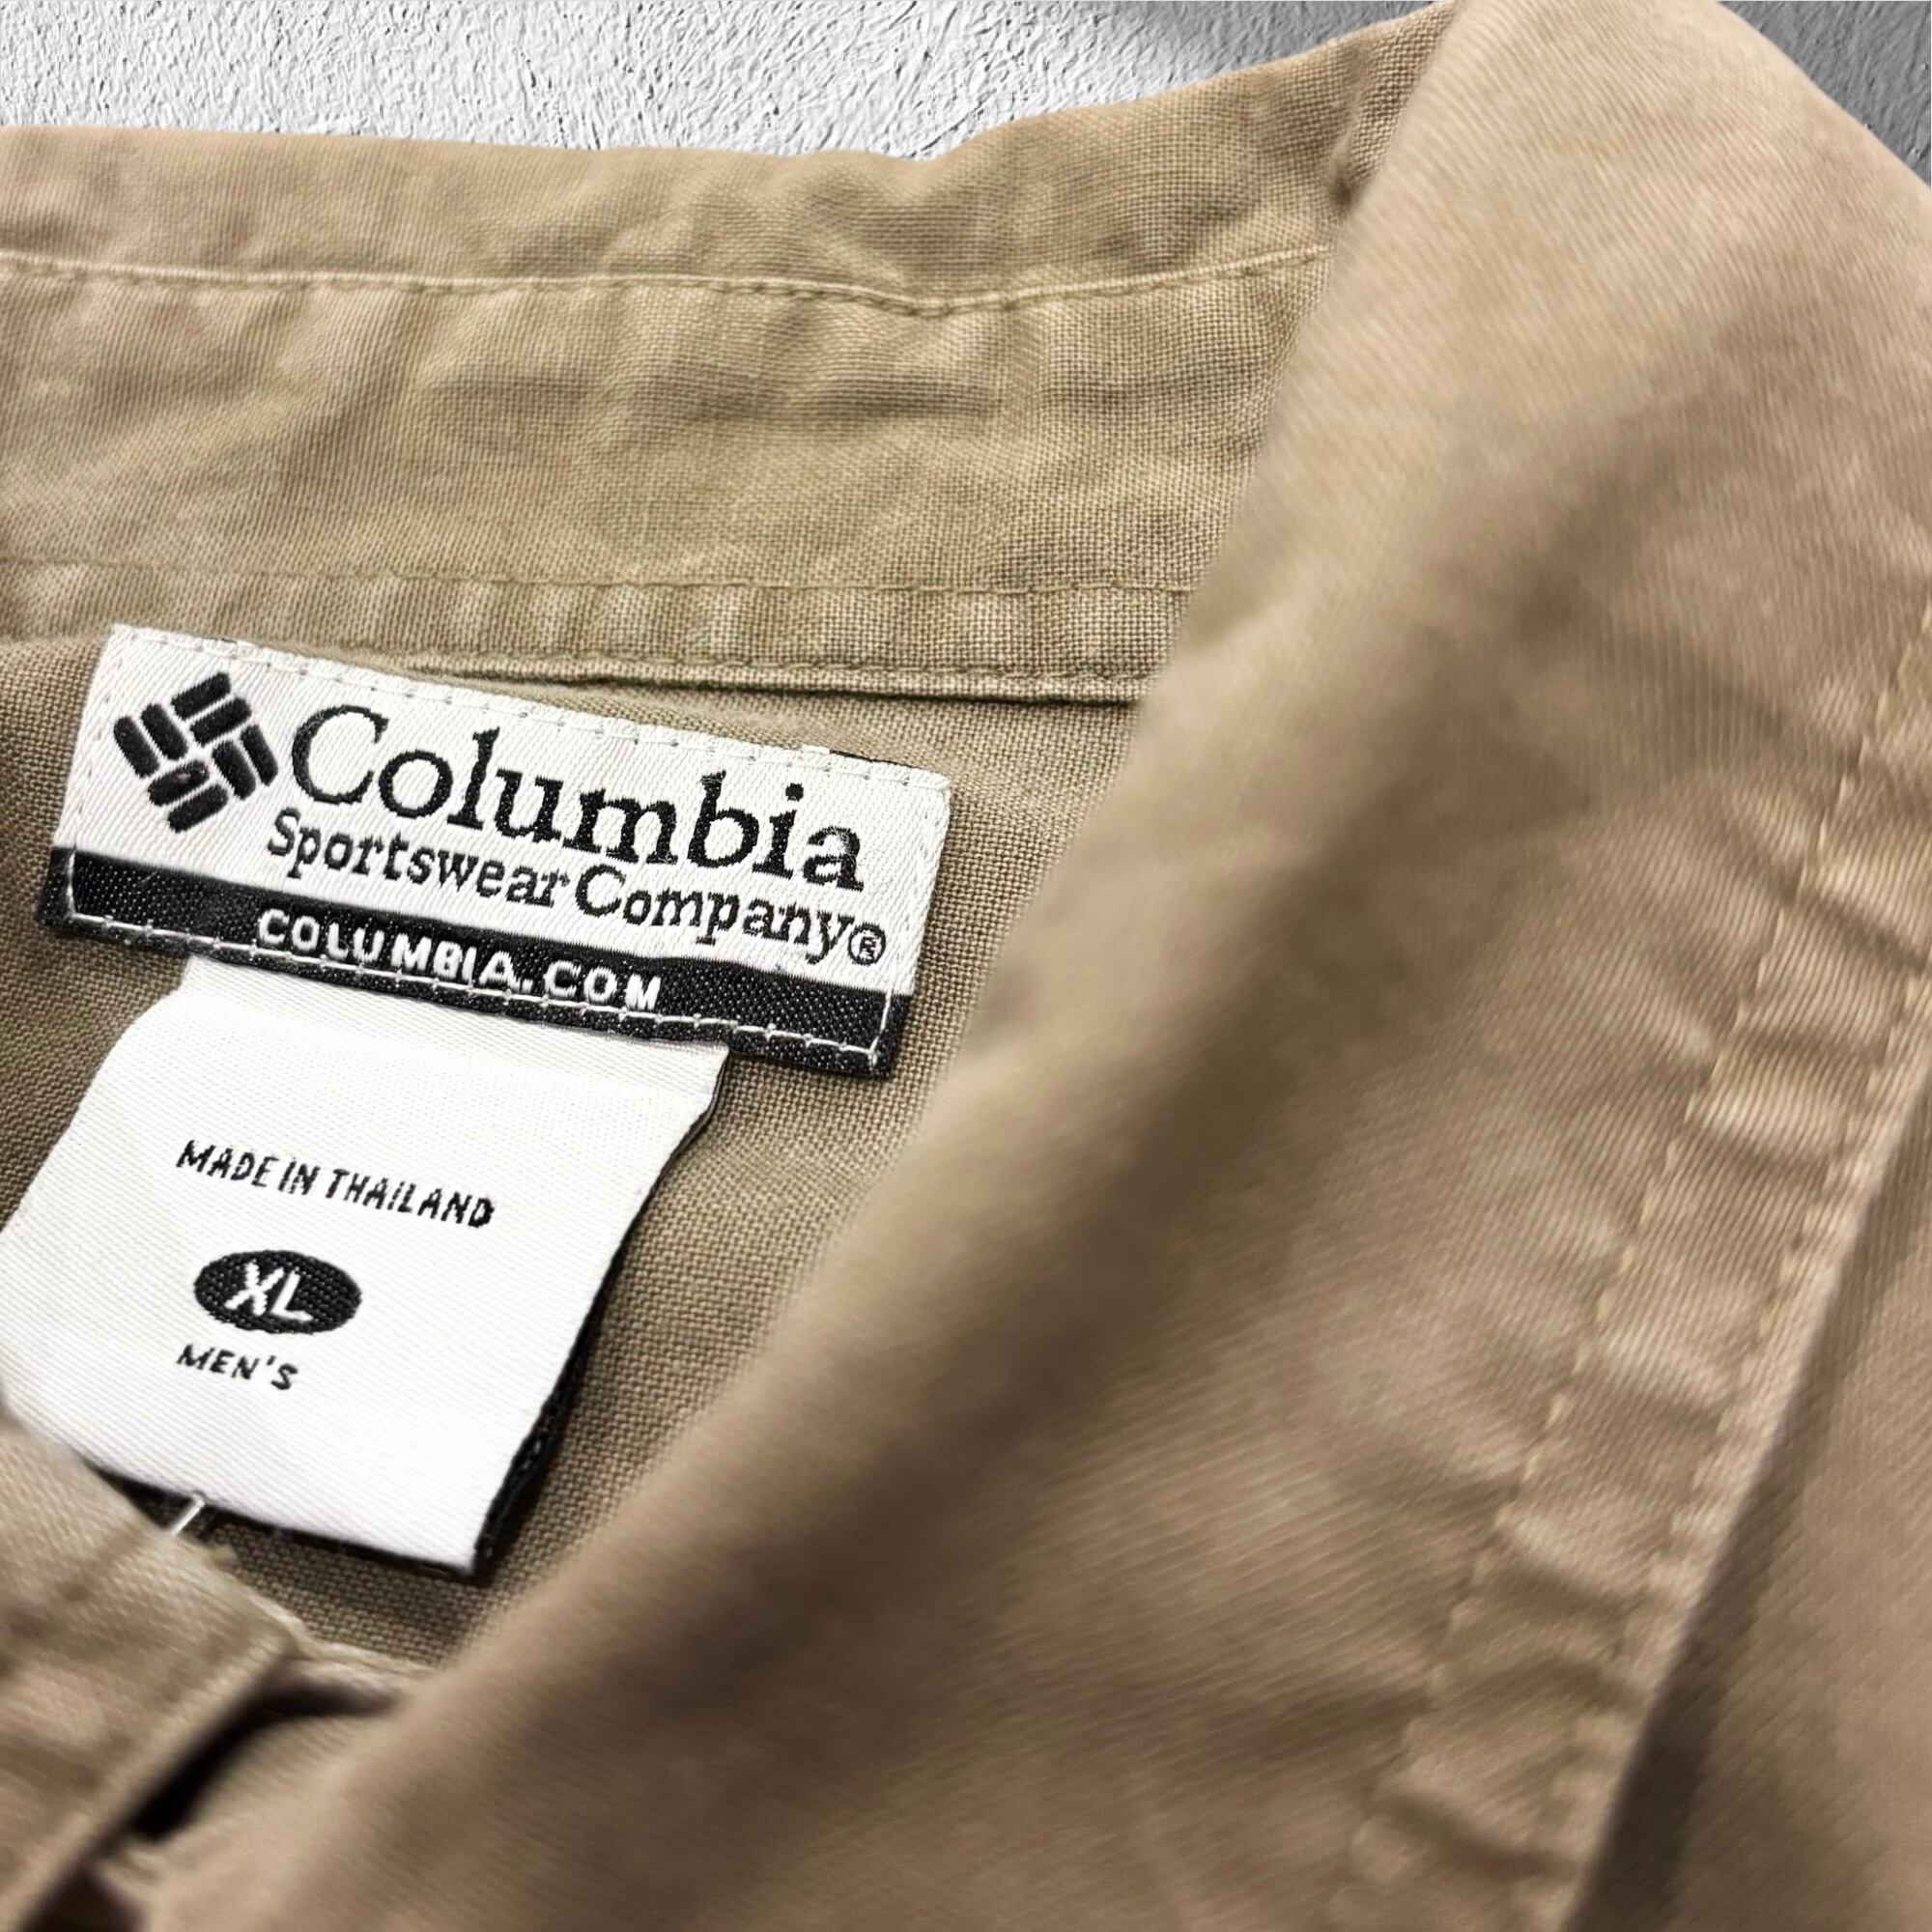 Columbia
Sportswear Company®
COLUMBIA.COM
MADE IN THAILAND
XL
MEN'S